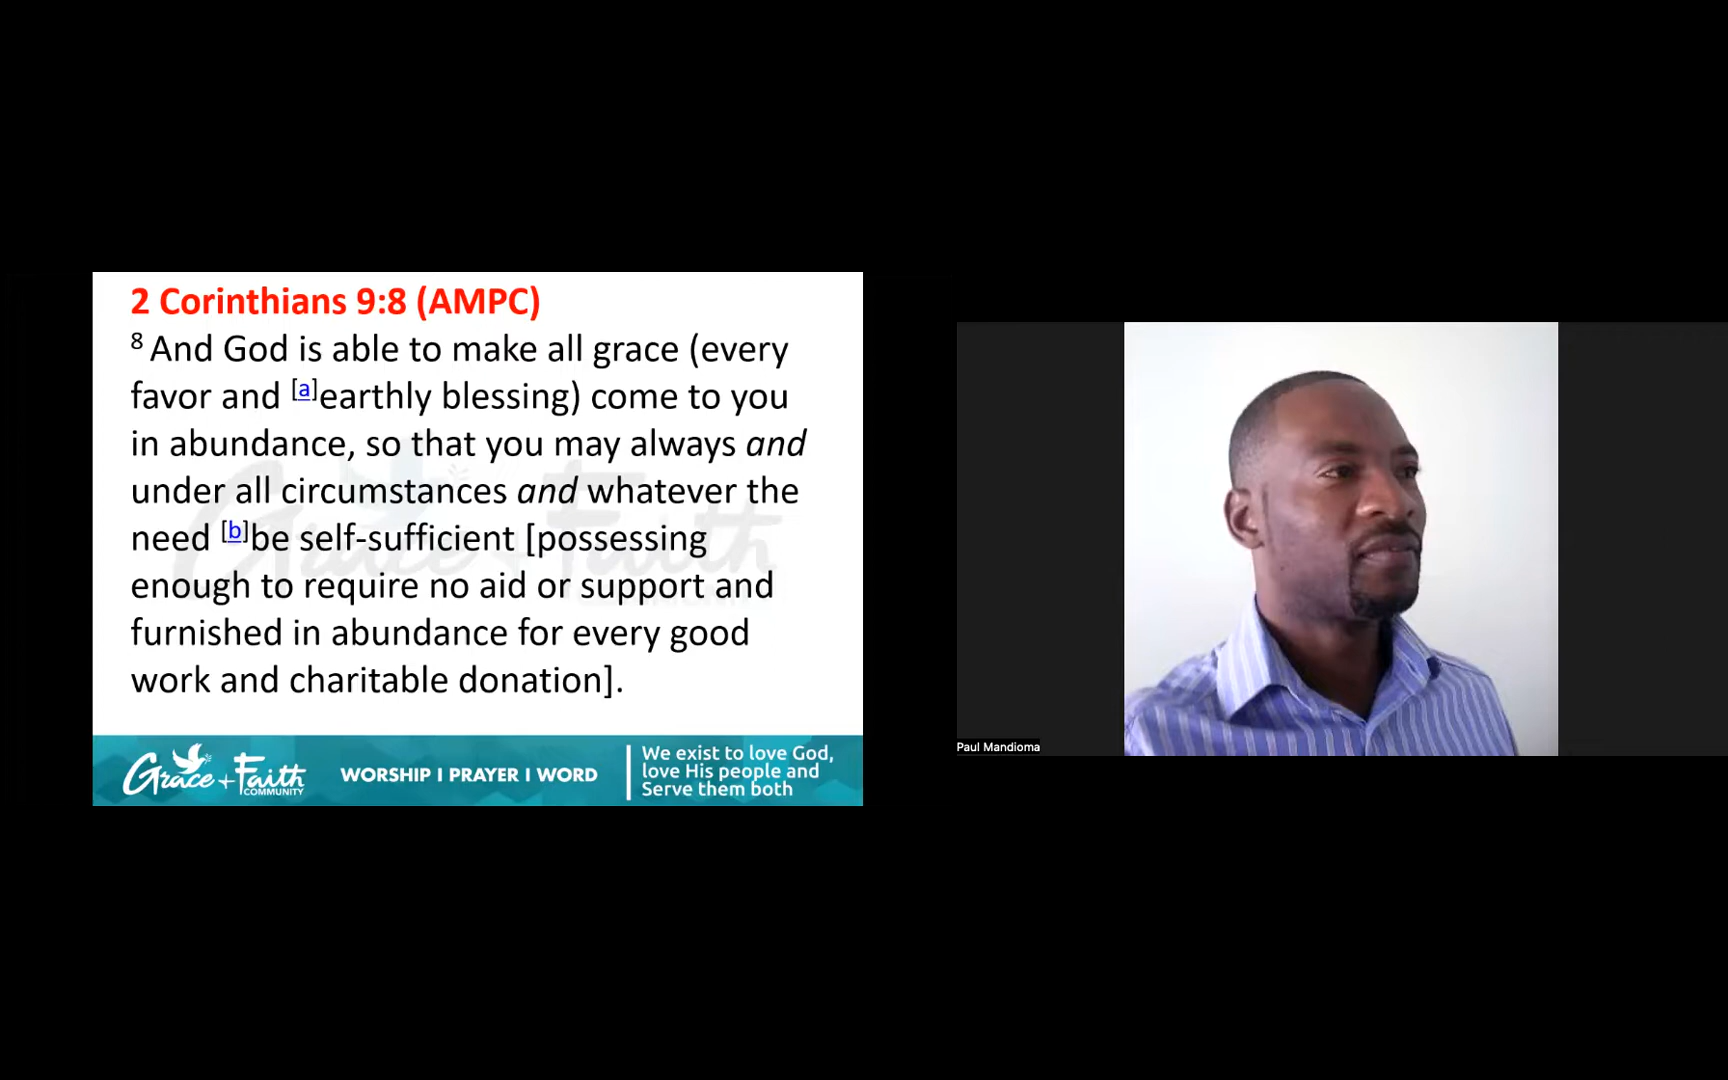 2 Corinthians 9:8 (AMPC)
8 And God is able to make all grace (every
favor and [a]earthly blessing) come to you
in abundance, so that you may always and
under all circumstances and whatever the
need [b]be self-sufficient [possessing
enough to require no aid or support and
furnished in abundance for every good
work and charitable donation].
Grace + Faith
COMMUNITY
WORSHIP I PRAYER I WORD
We exist to love God,
love His people and
Serve them both
Paul Mandioma